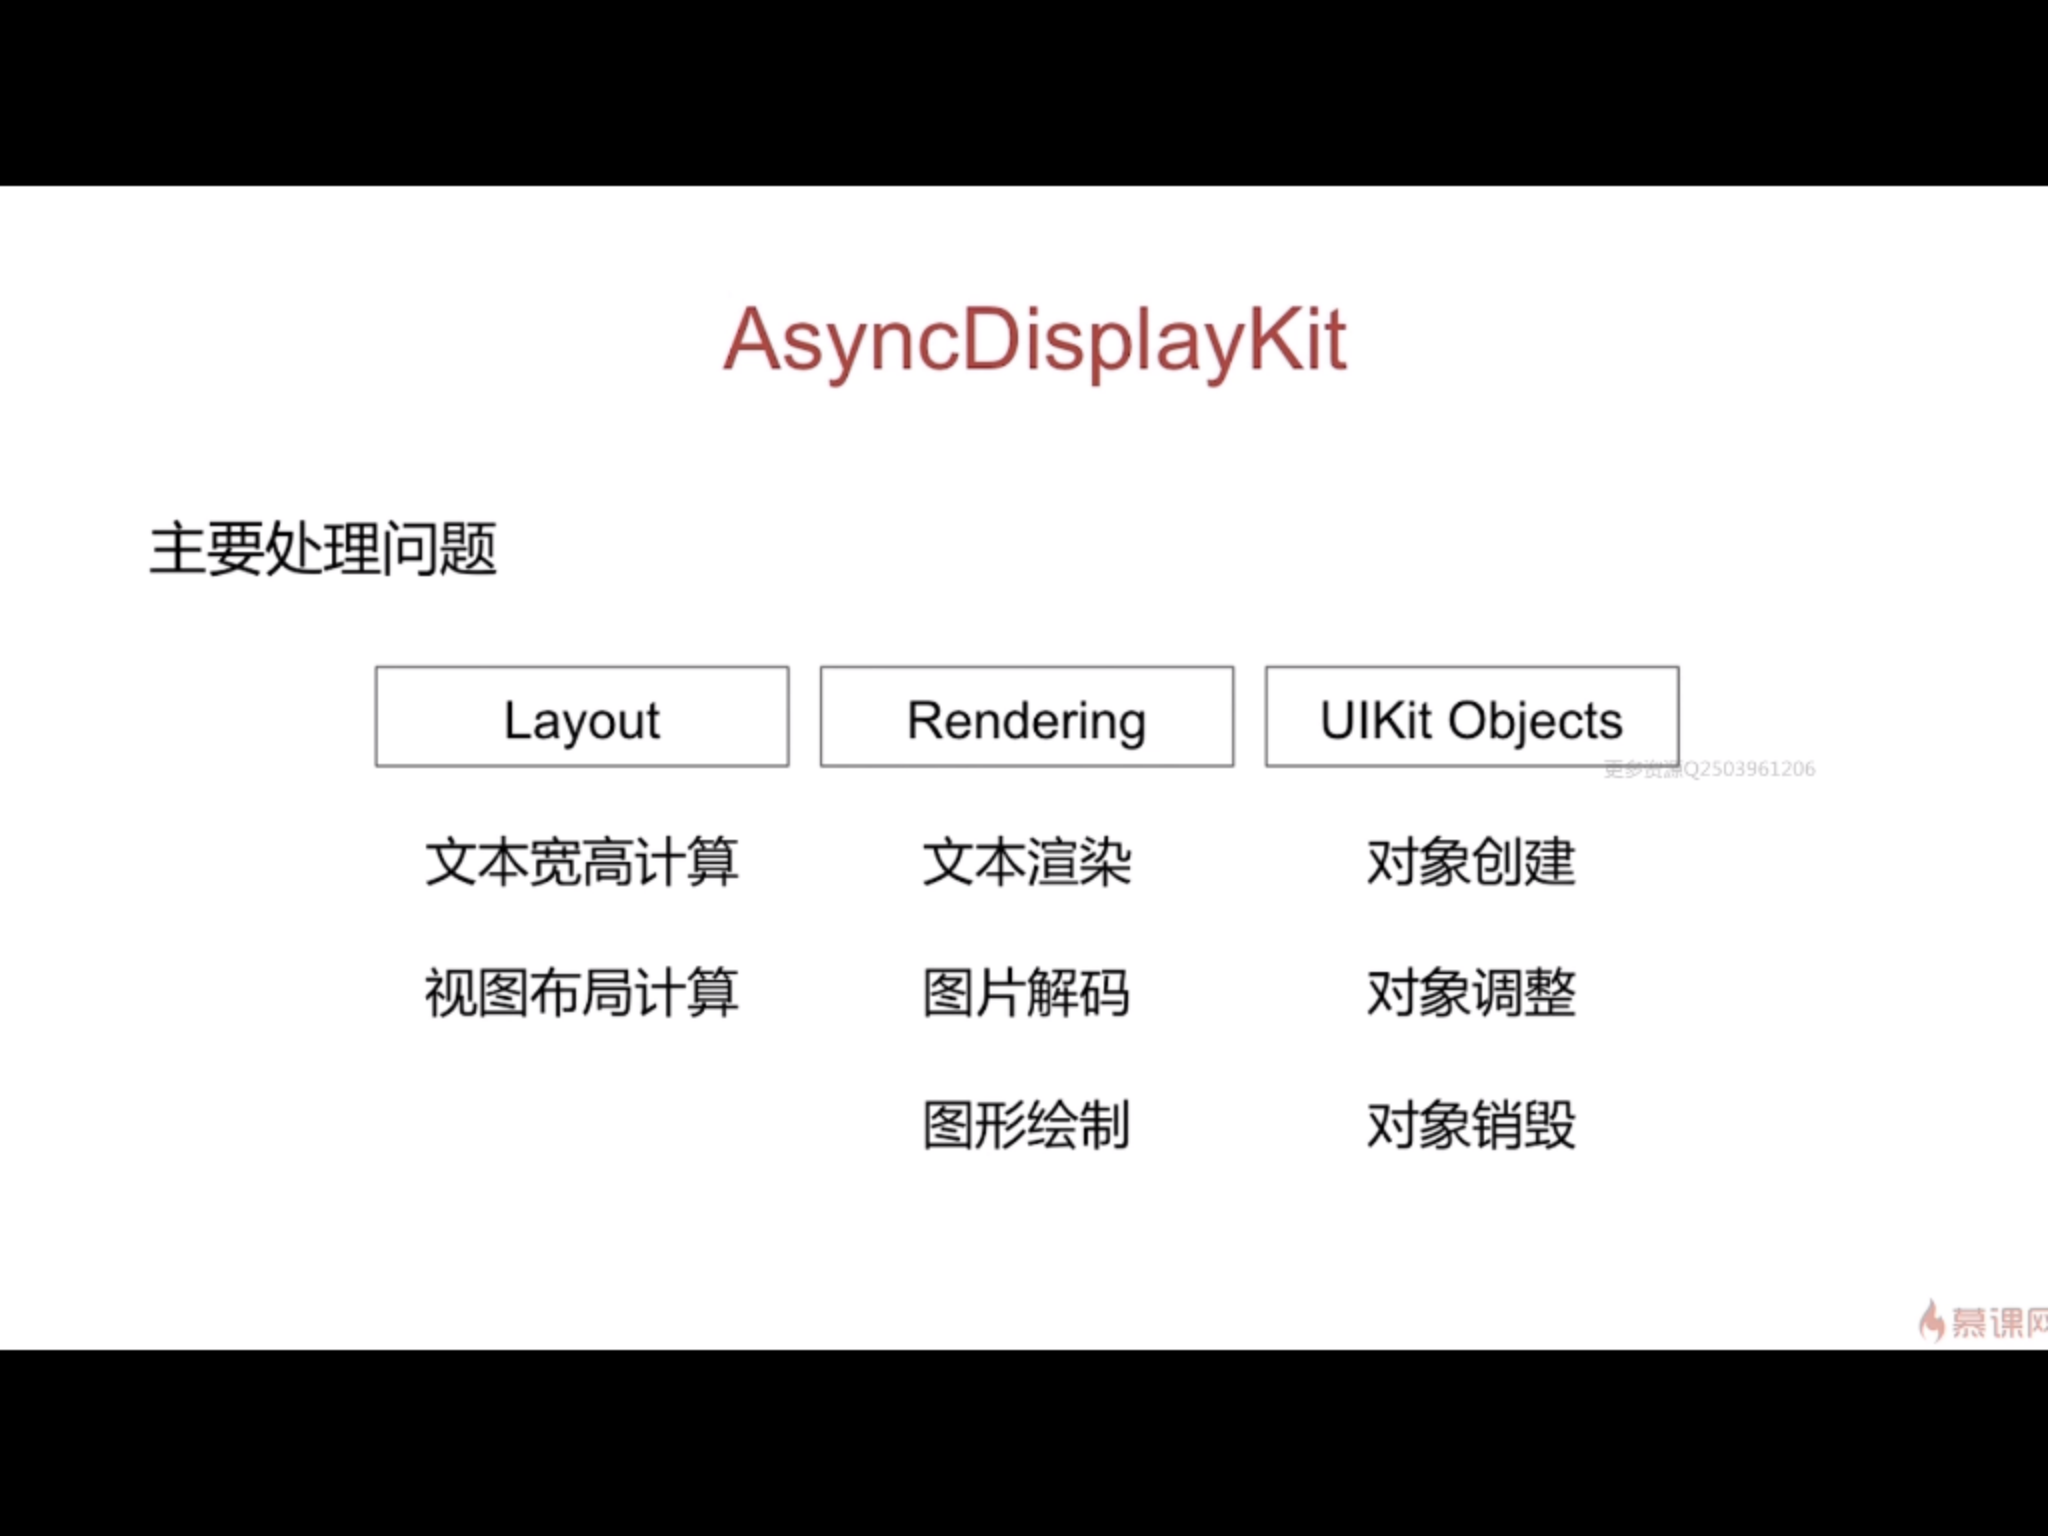 AsyncDisplayKit
主要处理问题
Layout
Rendering
UIKit Objects
更多资源Q2503961206
文本宽高计算
文本渲染
对象创建
视图布局计算
图片解码
对象调整
图形绘制
对象销毁
慕课网